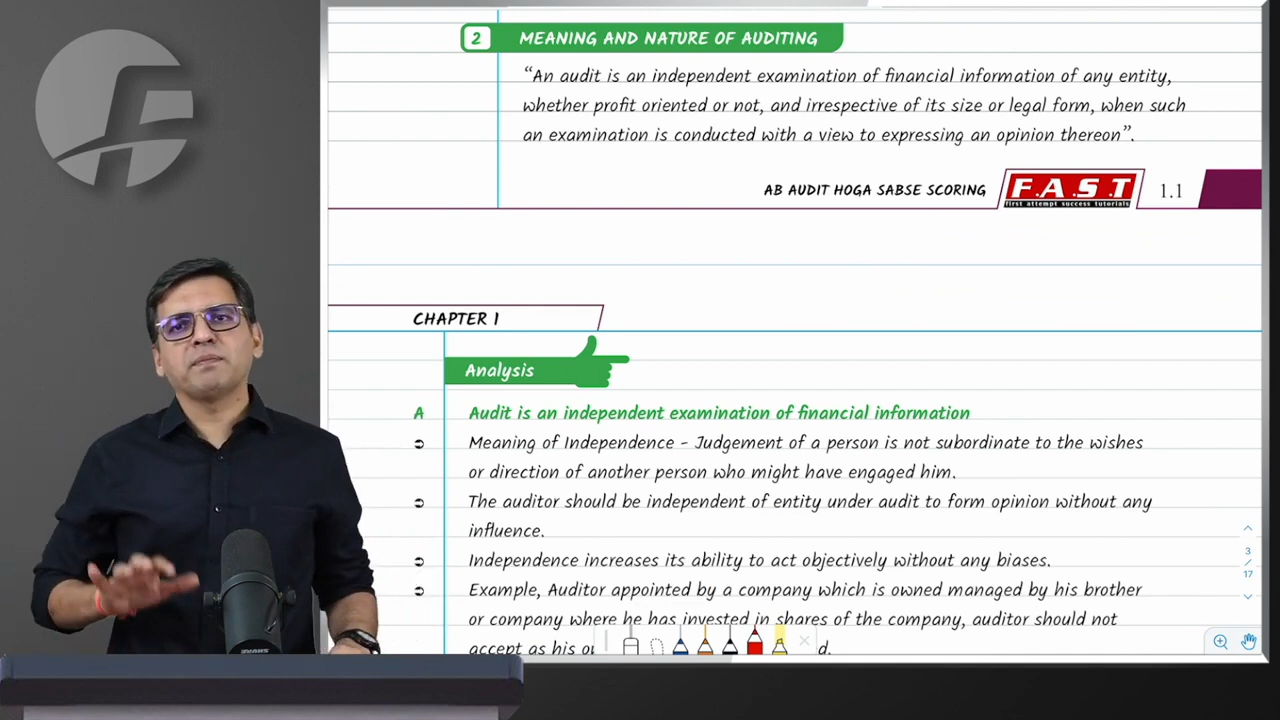 2 MEANING AND NATURE OF AUDITING
“An audit is an independent examination of financial information of any entity,
whether profit oriented or not, and irrespective of its size or legal form, when such
an examination is conducted with a view to expressing an opinion thereon”.
AB AUDIT HOGA SABSE SCORING F.A.S.T 1.1
first attempt success tutorials
CHAPTER 1
Analysis
A Audit is an independent examination of financial information
➲ Meaning of Independence - Judgement of a person is not subordinate to the wishes
or direction of another person who might have engaged him.
➲ The auditor should be independent of entity under audit to form opinion without any
influence.
➲ Independence increases its ability to act objectively without any biases.
➲ Example, Auditor appointed by a company which is owned managed by his brother
or company where he has invested in shares of the company, auditor should not
accept as his d.
3
/
17